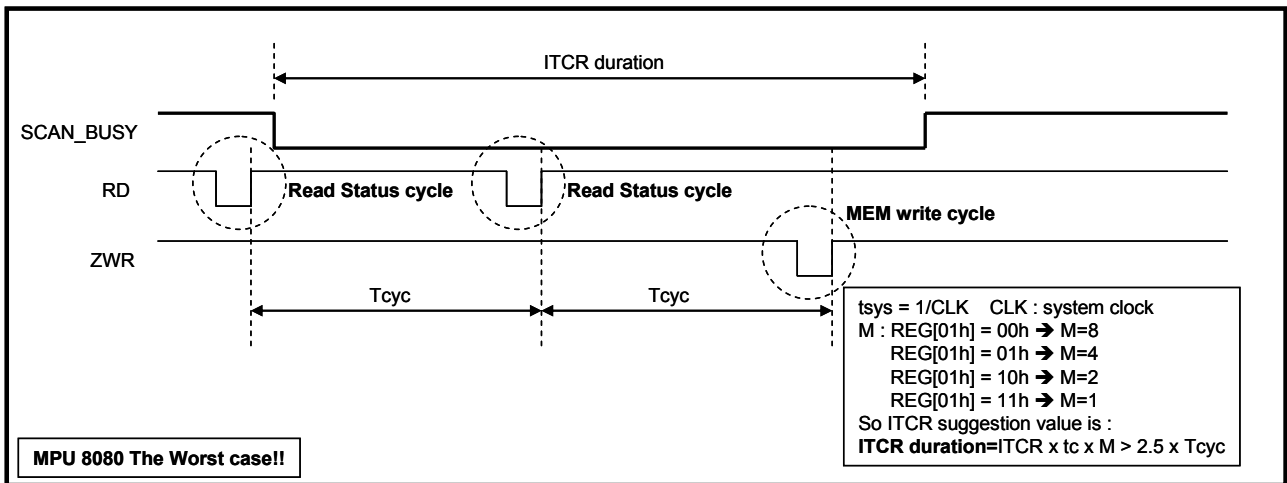 ITCR duration
SCAN_BUSY
RD
Read Status cycle
Read Status cycle
MEM write cycle
ZWR
Tcyc
Tcyc
tsys = 1/CLK CLK : system clock
M : REG[01h] = 00h ➔ M=8
REG[01h] = 01h ➔ M=4
REG[01h] = 10h ➔ M=2
REG[01h] = 11h ➔ M=1
So ITCR suggestion value is :
ITCR duration=ITCR x tc x M > 2.5 x Tcyc
MPU 8080 The Worst case!!